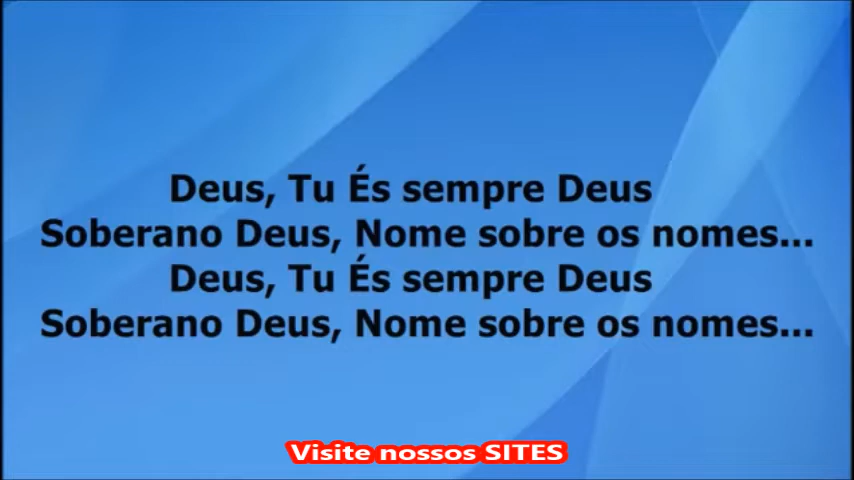 Deus, Tu És sempre Deus
Soberano Deus, Nome sobre os nomes...
Deus, Tu És sempre Deus
Soberano Deus, Nome sobre os nomes...
Visite nossos SITES